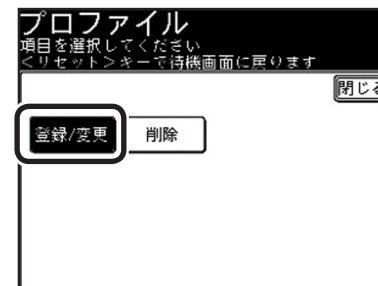 プロファイル
項目を選択してください
<リセット>キーで待機画面に戻ります
閉じる
登録/変更 削除